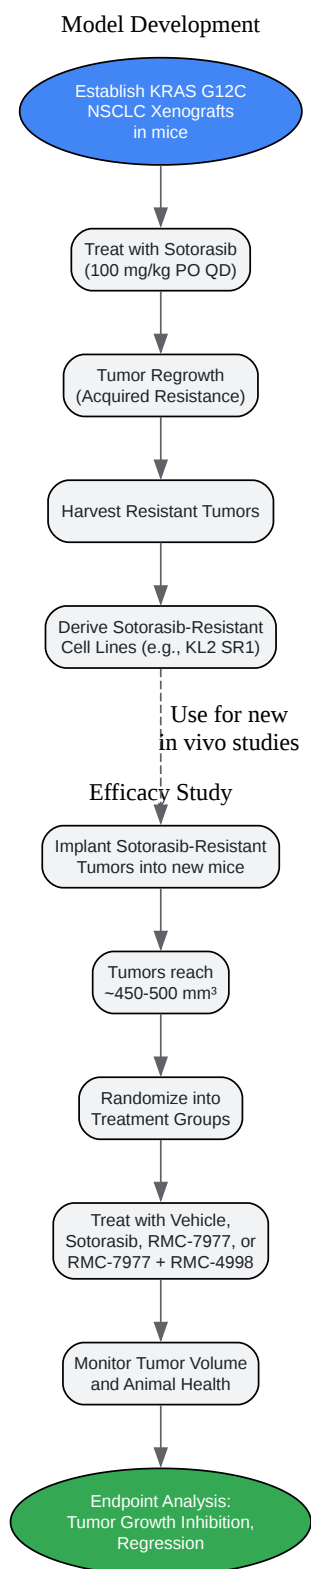 Model Development
Establish KRAS G12C
NSCLC Xenografts
in mice
Treat with Sotorasib
(100 mg/kg PO QD)
Tumor Regrowth
(Acquired Resistance)
Harvest Resistant Tumors
Derive Sotorasib-Resistant
Cell Lines (e.g., KL2 SR1)
Use for new
in vivo studies
Efficacy Study
Implant Sotorasib-Resistant
Tumors into new mice
Tumors reach
~450-500 mm³
Randomize into
Treatment Groups
Treat with Vehicle,
Sotorasib, RMC-7977, or
RMC-7977 + RMC-4998
Monitor Tumor Volume
and Animal Health
Endpoint Analysis:
Tumor Growth Inhibition,
Regression